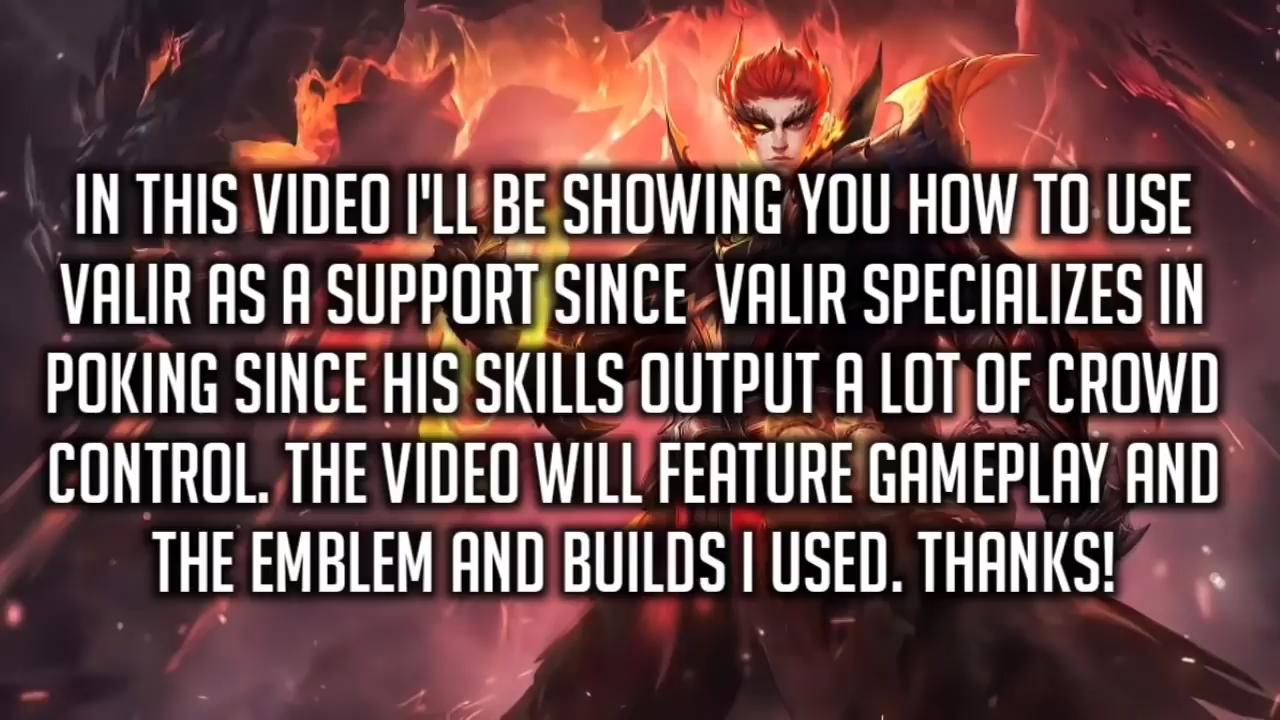 IN THIS VIDEO I'LL BE SHOWING YOU HOW TO USE
VALIR AS A SUPPORT SINCE VALIR SPECIALIZES IN
POKING SINCE HIS SKILLS OUTPUT A LOT OF CROWD
CONTROL. THE VIDEO WILL FEATURE GAMEPLAY AND
THE EMBLEM AND BUILDS I USED. THANKS!